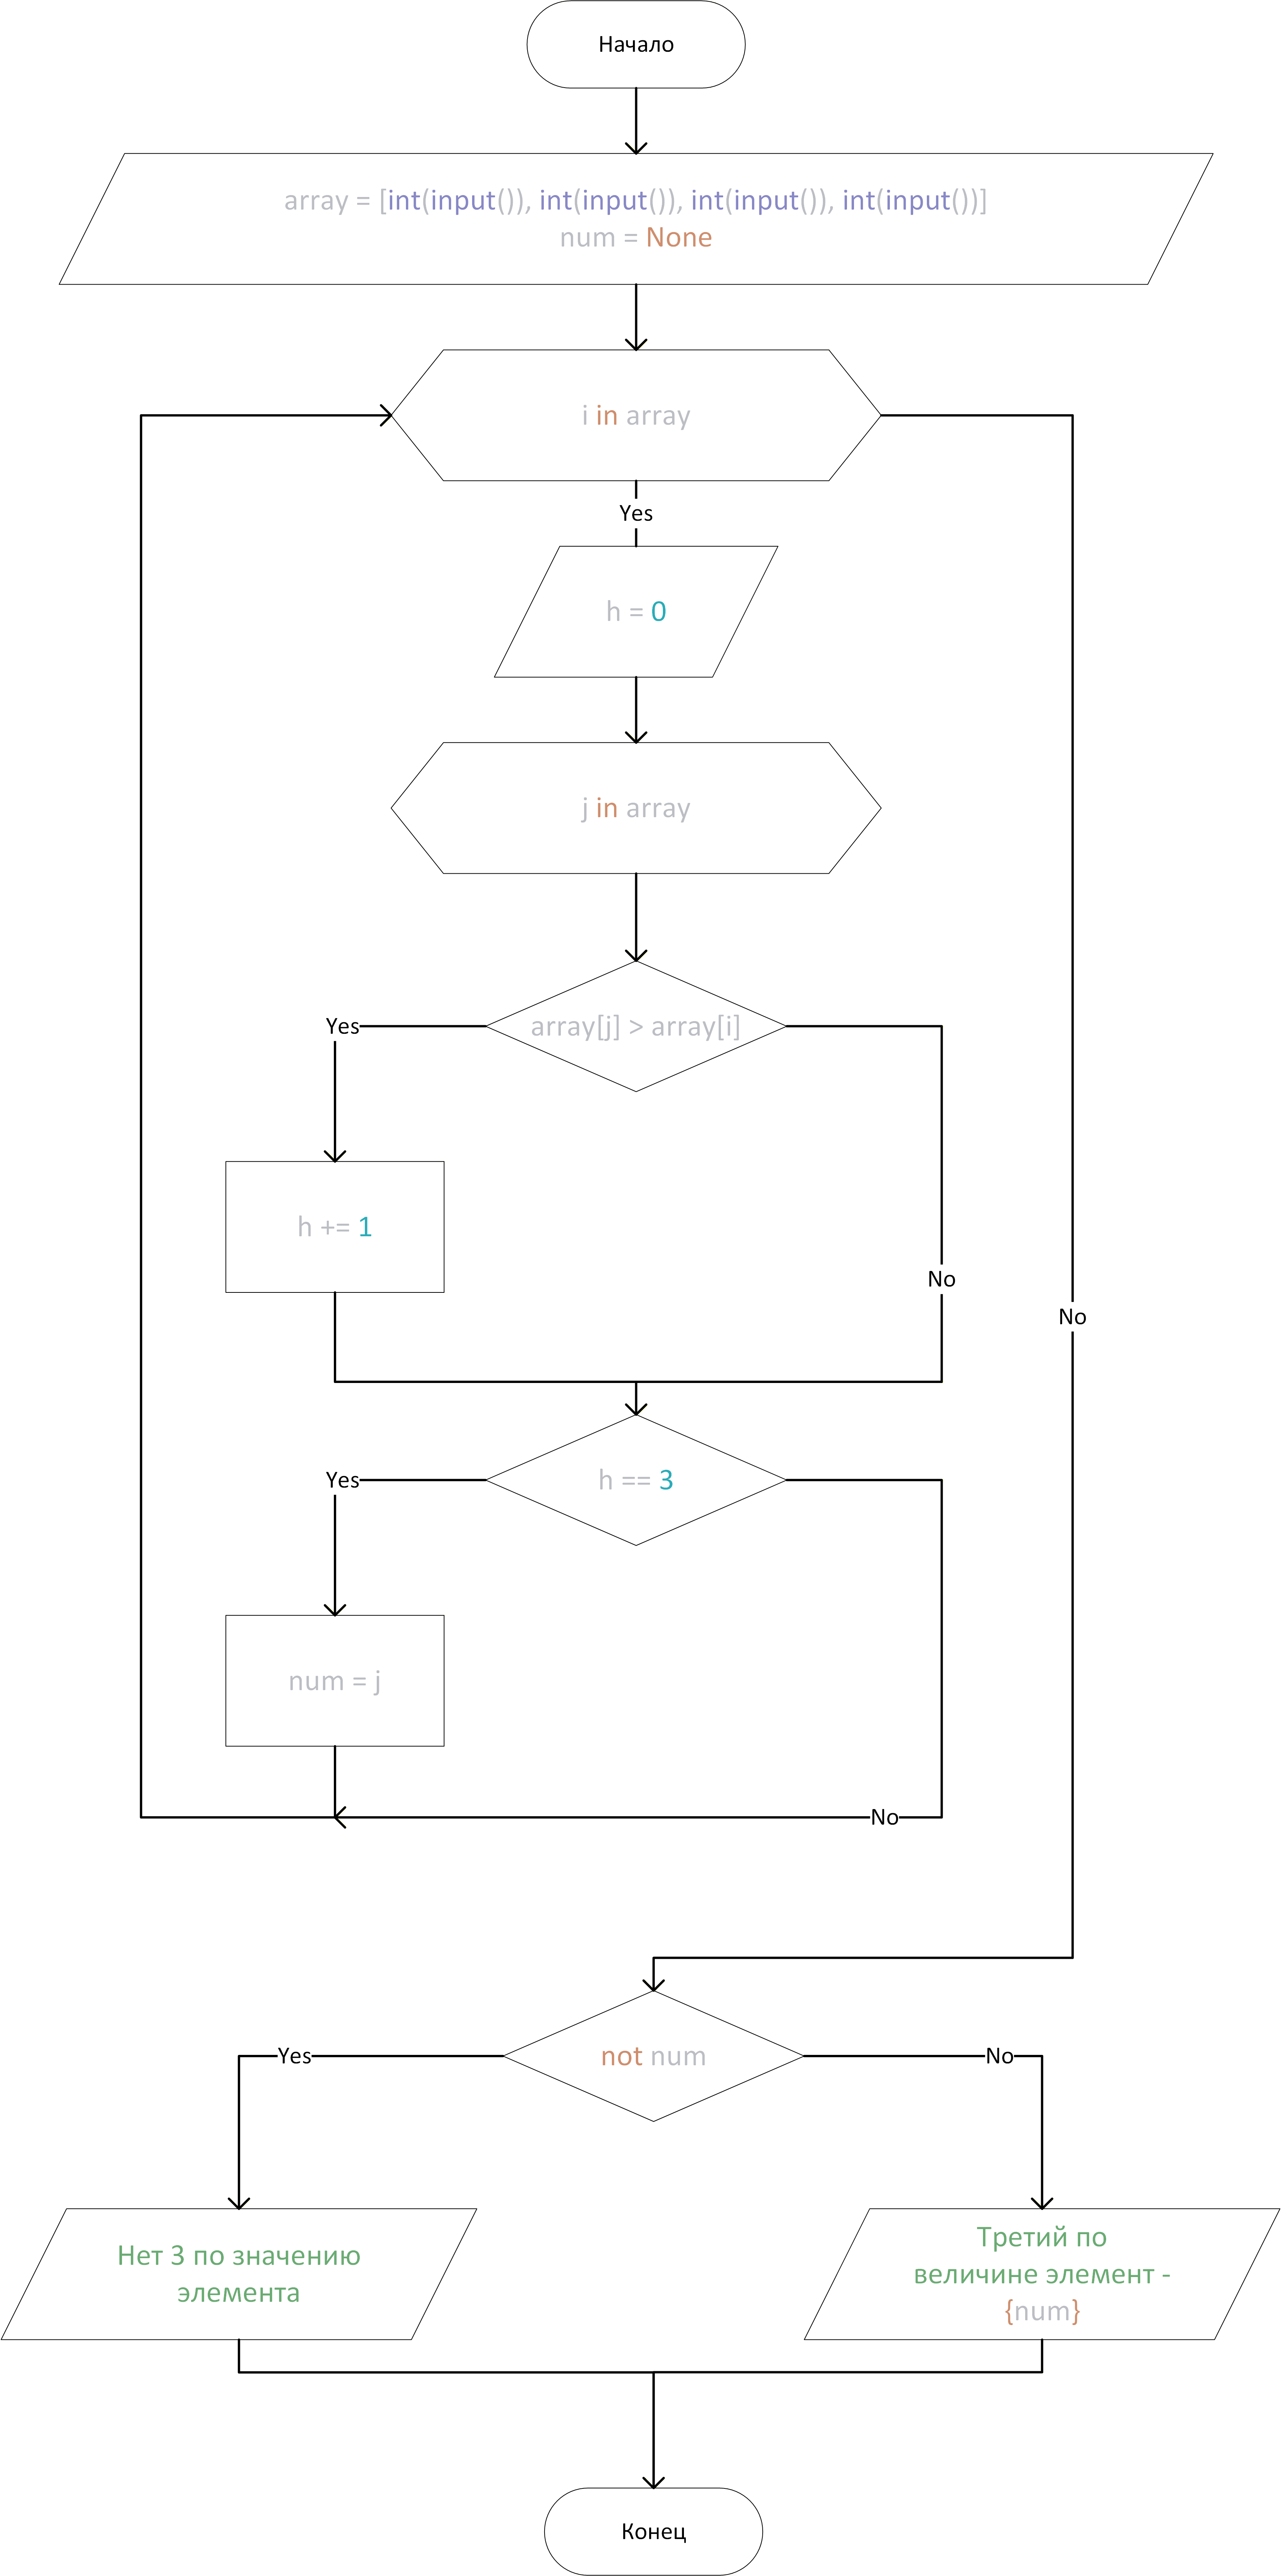 Начало
array = [int(input()), int(input()), int(input()), int(input())]
num = None
i in array
Yes
h = 0
j in array
array[j] > array[i]
Yes
h += 1
No
No
h == 3
Yes
num = j
No
not num
Yes
No
Нет 3 по значению
элемента
Третий по
величине элемент -
{num}
Конец